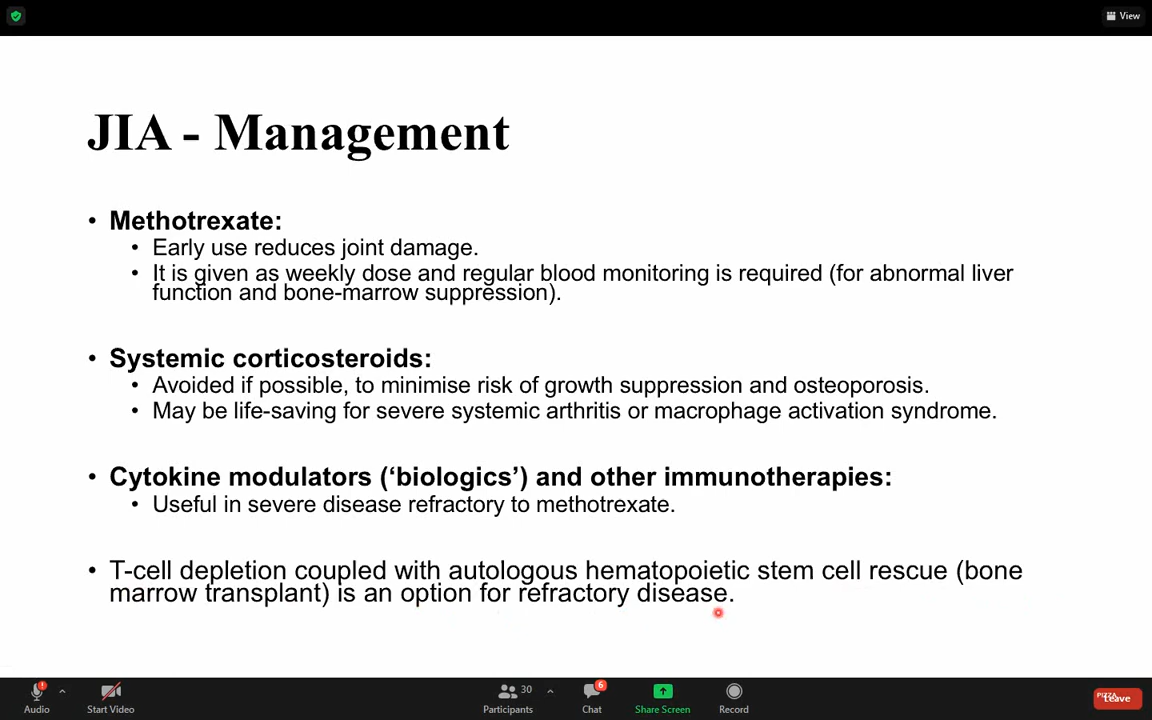 View
JIA - Management
• Methotrexate:
• Early use reduces joint damage.
• It is given as weekly dose and regular blood monitoring is required (for abnormal liver
function and bone-marrow suppression).
• Systemic corticosteroids:
• Avoided if possible, to minimise risk of growth suppression and osteoporosis.
• May be life-saving for severe systemic arthritis or macrophage activation syndrome.
• Cytokine modulators (‘biologics’) and other immunotherapies:
• Useful in severe disease refractory to methotrexate.
• T-cell depletion coupled with autologous hematopoietic stem cell rescue (bone
marrow transplant) is an option for refractory disease.
! 30 6 PIZZA Leave
Audio Start Video Participants Chat Share Screen Record